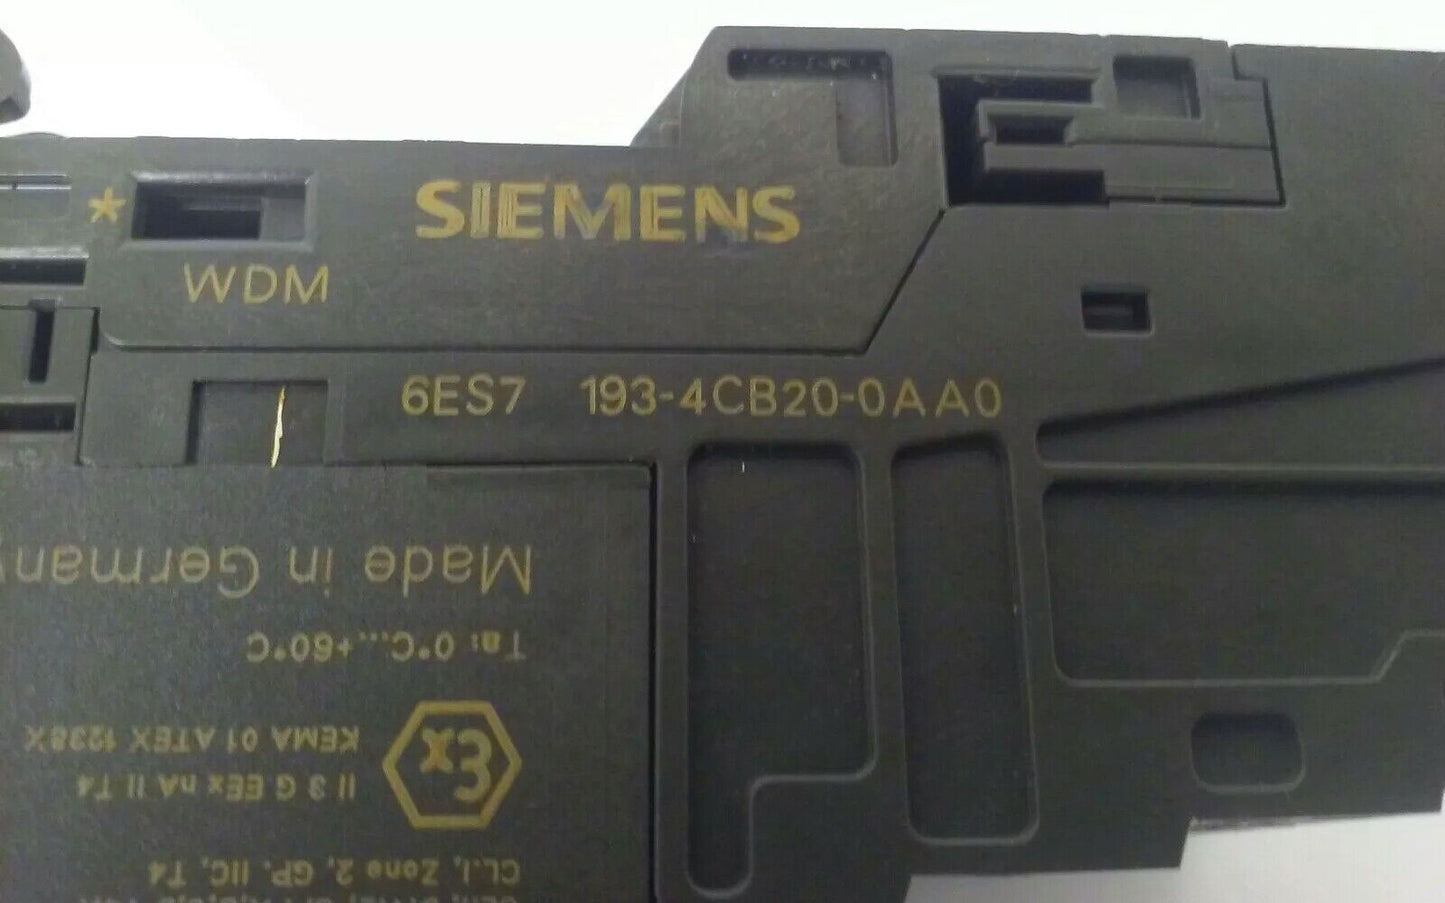 SIEMENS
* WDM
6ES7 193-4CB20-0AA0
Made in Germany
Ta: 0°C...+60°C
KEMA 01 ATEX 1238X
II 3 G EEx nA II T4
Ex
CL.I, Zone 2, GP. IIC, T4